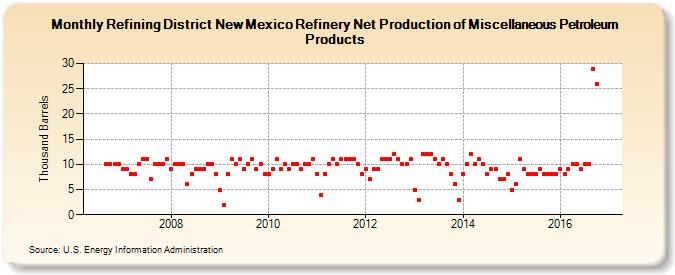 Monthly Refining District New Mexico Refinery Net Production of Miscellaneous Petroleum
Products
Thousand Barrels
30
25
20
15
10
5
0
2008 2010 2012 2014 2016
Source: U.S. Energy Information Administration